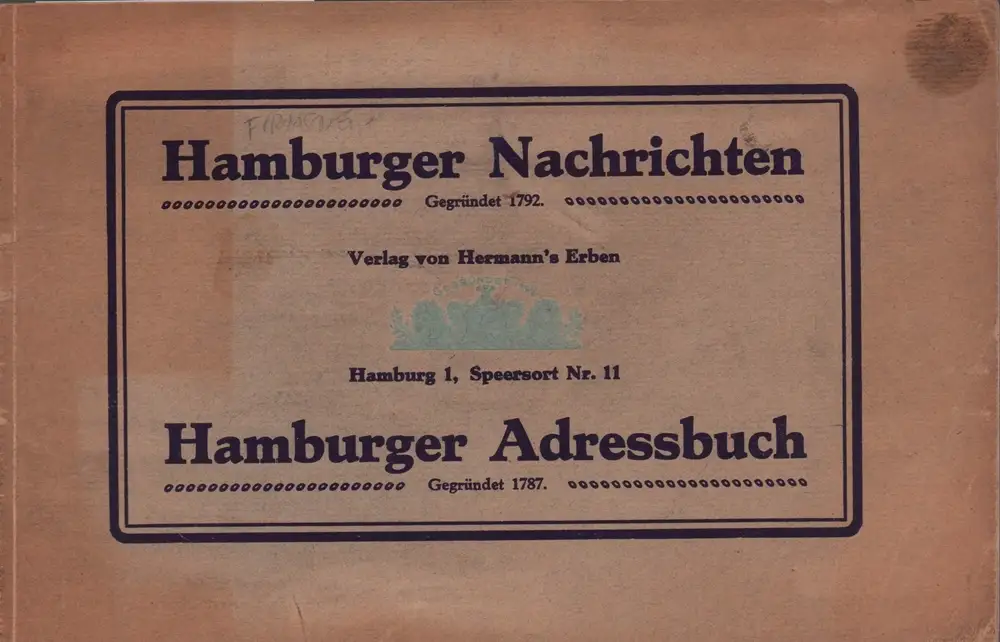 Hamburger Nachrichten
Gegründet 1792.
Verlag von Hermann's Erben
Hamburg 1, Speersort Nr. 11
Hamburger Adressbuch
Gegründet 1787.